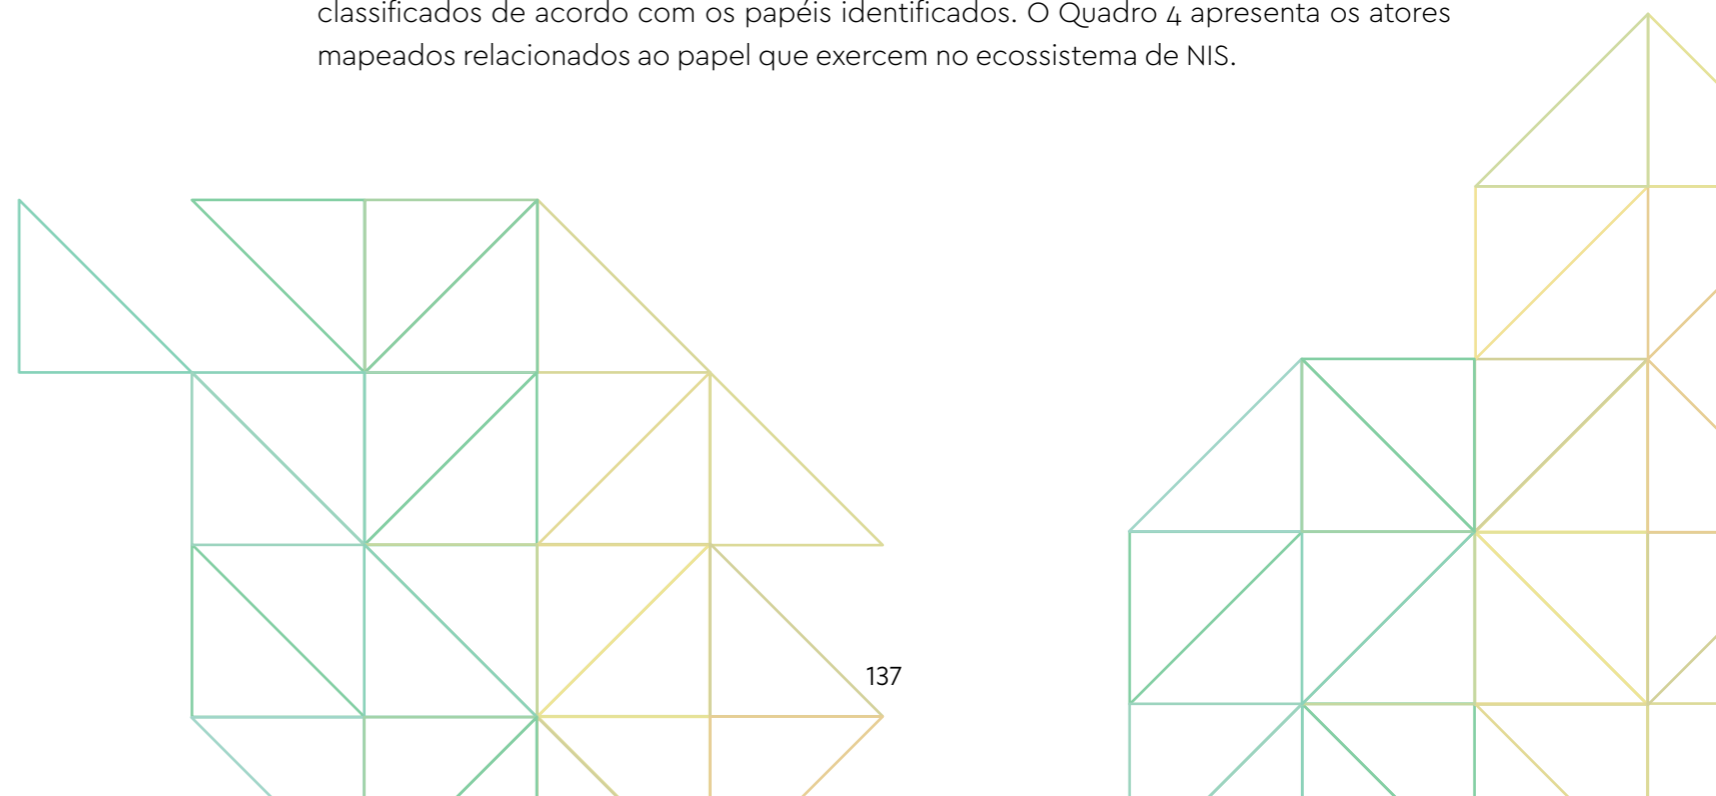 classificados de acordo com os papéis identificados. O Quadro 4 apresenta os atores
mapeados relacionados ao papel que exercem no ecossistema de NIS.
137